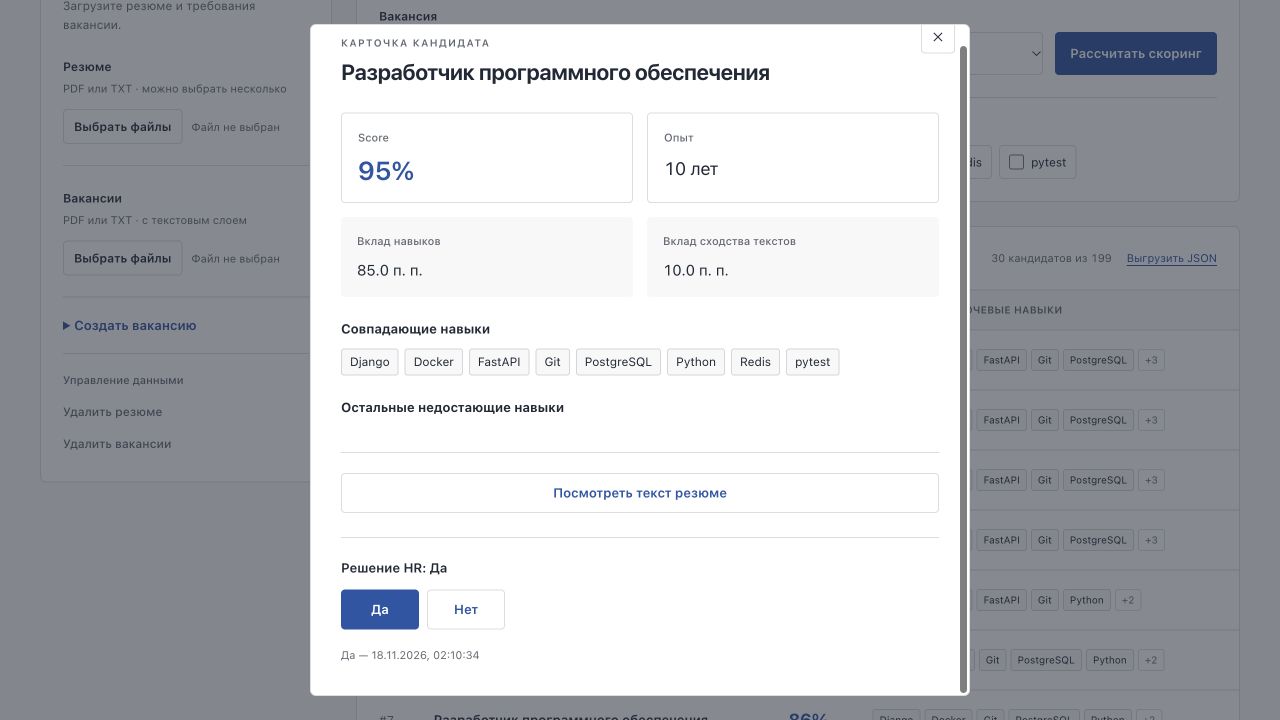 Загрузите резюме и требования
вакансии.
Резюме
PDF или TXT · можно выбрать несколько
Выбрать файлы Файл не выбран
Вакансии
PDF или TXT · с текстовым слоем
Выбрать файлы Файл не выбран
Создать вакансию
Управление данными
Удалить резюме
Удалить вакансии
Вакансия
Рассчитать скоринг
pytest
30 кандидатов из 199 Выгрузить JSON
НАВЫКИ
FastAPI Git PostgreSQL +3
FastAPI Git PostgreSQL +3
FastAPI Git PostgreSQL +3
FastAPI Git PostgreSQL +3
FastAPI Git Python +2
Git PostgreSQL Python +2
#7 Разработчик программного обеспечения 86% Django Docker Git PostgreSQL Python +2
КАРТОЧКА КАНДИДАТА
Разработчик программного обеспечения
Score
95%
Опыт
10 лет
Вклад навыков
85.0 п. п.
Вклад сходства текстов
10.0 п. п.
Совпадающие навыки
Django Docker FastAPI Git PostgreSQL Python Redis pytest
Остальные недостающие навыки
Посмотреть текст резюме
Решение HR: Да
Да Нет
Да — 18.11.2026, 02:10:34